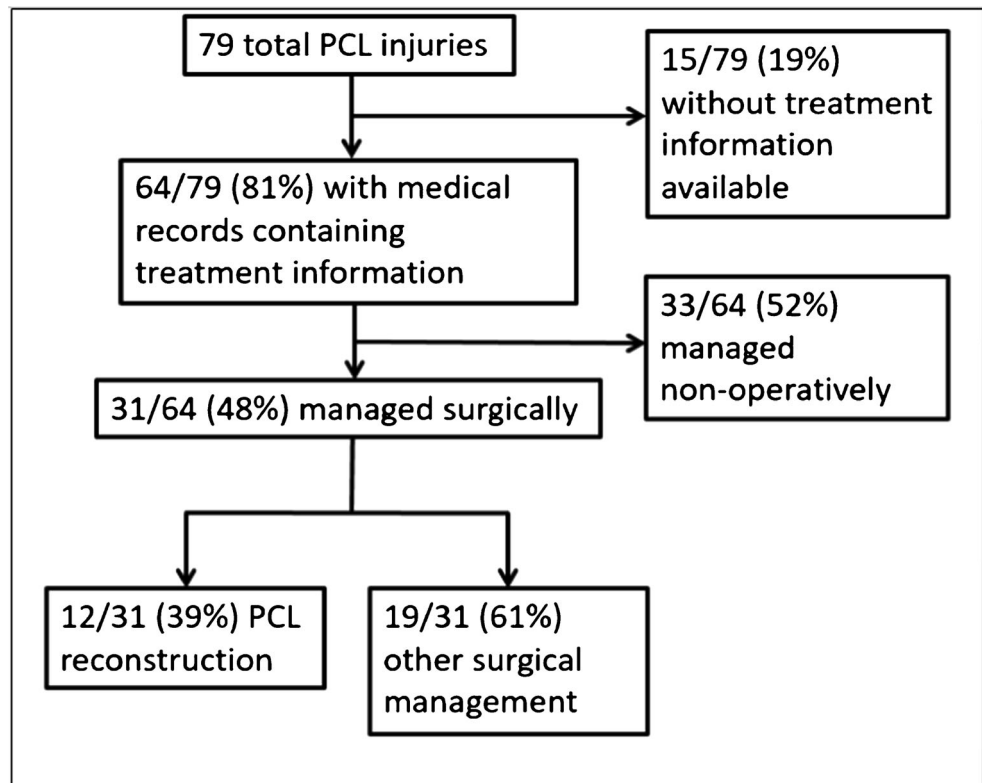 79 total PCL injuries
15/79 (19%)
without treatment
information
available
64/79 (81%) with medical
records containing
treatment information
33/64 (52%)
managed
non-operatively
31/64 (48%) managed surgically
12/31 (39%) PCL
reconstruction
19/31 (61%)
other surgical
management